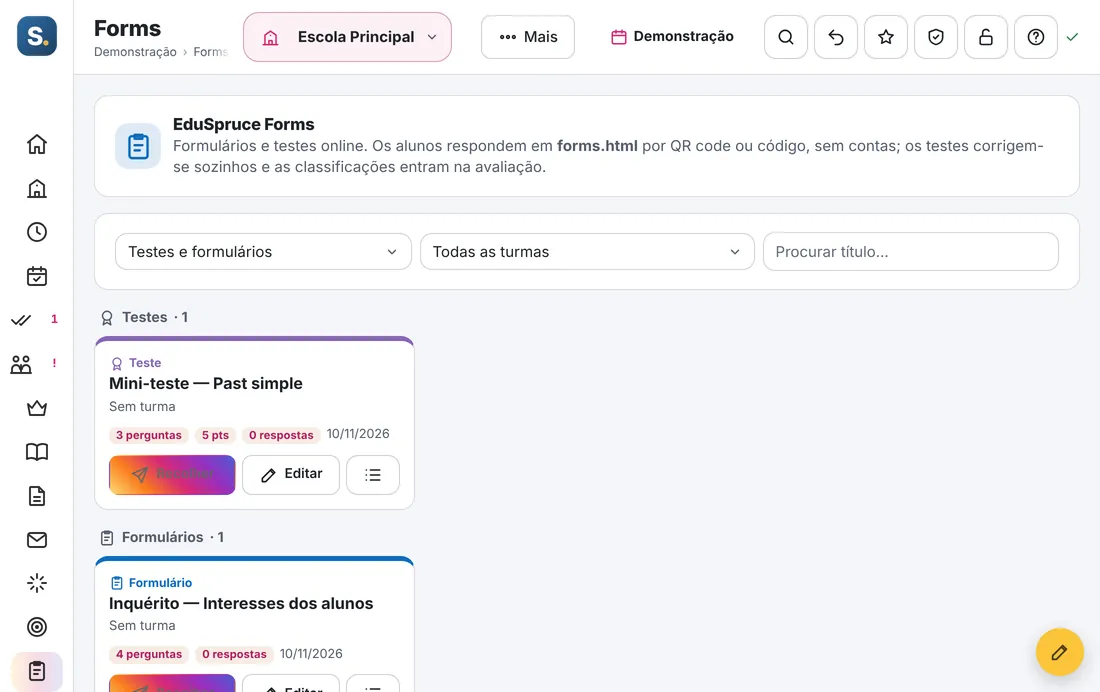 S.
Forms
Demonstração › Forms
Escola Principal
Mais
Demonstração
EduSpruce Forms
Formulários e testes online. Os alunos respondem em forms.html por QR code ou código, sem contas; os testes corrigem-
se sozinhos e as classificações entram na avaliação.
Testes e formulários
Todas as turmas
Procurar título...
1
!
Testes · 1
Teste
Mini-teste — Past simple
Sem turma
3 perguntas 5 pts 0 respostas 10/11/2026
Editar
Formulários · 1
Formulário
Inquérito — Interesses dos alunos
Sem turma
4 perguntas 0 respostas 10/11/2026
Editar